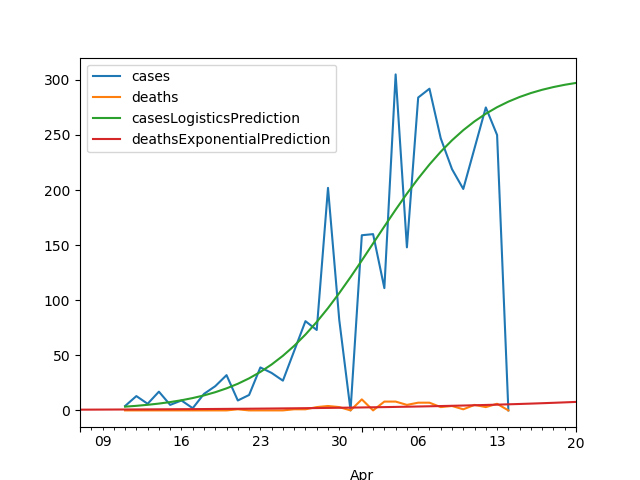 cases
deaths
casesLogisticsPrediction
deathsExponentialPrediction
300
250
200
150
100
50
0
09 16 23 30 06 13 20
Apr